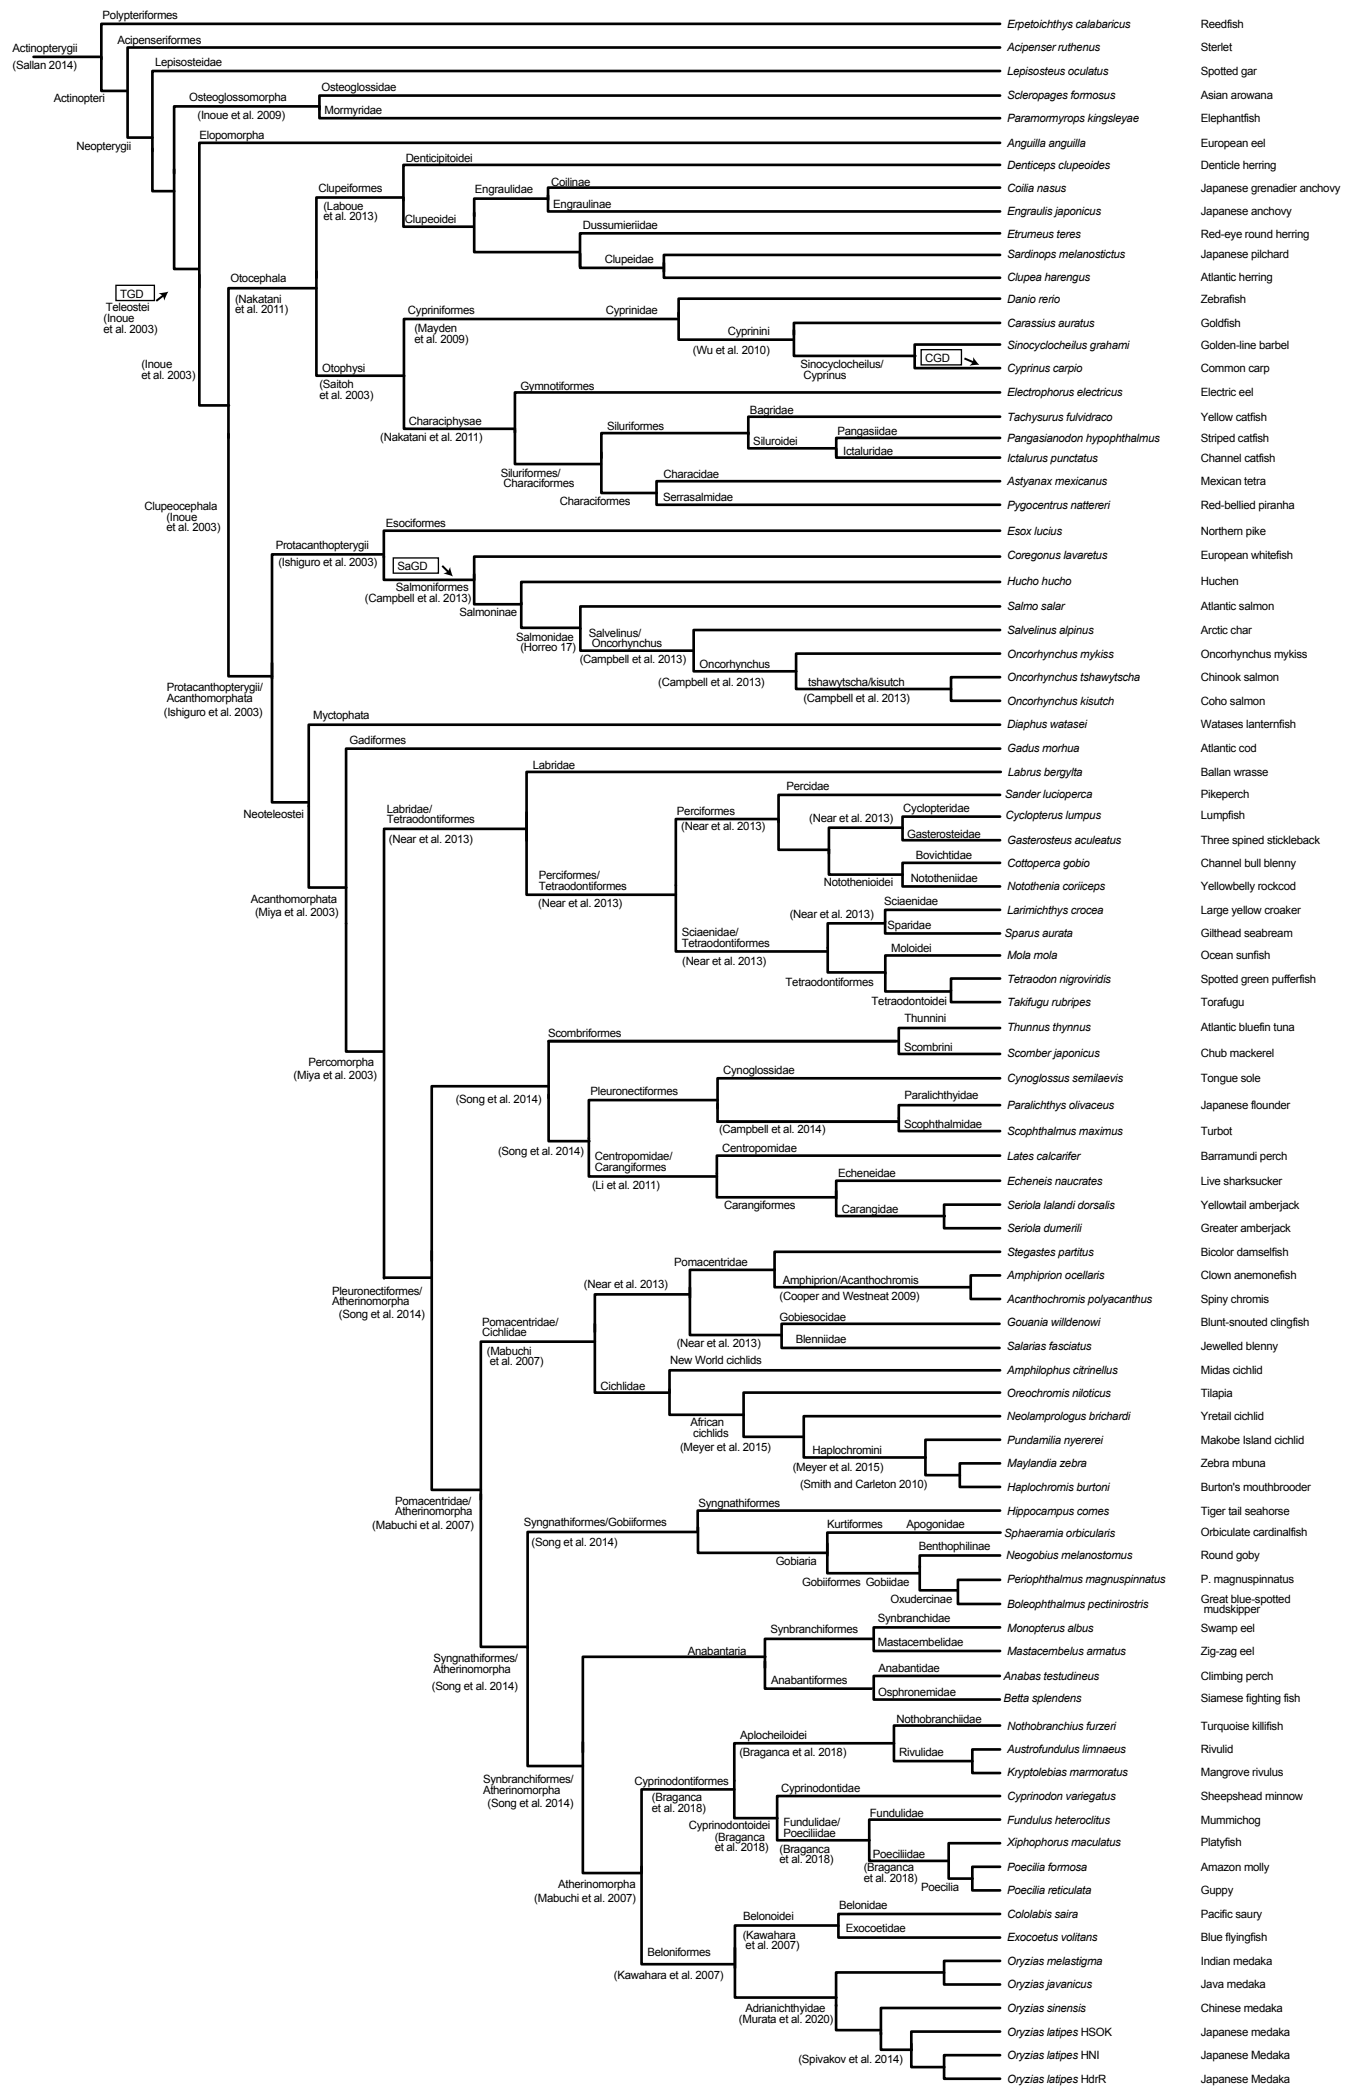 Polypteriformes
Erpetoichthys calabaricus Reedfish
Actinopterygii
(Sallan 2014)
Acipenseriformes
Acipenser ruthenus Sterlet
Lepisosteidae
Lepisosteus oculatus Spotted gar
Actinopteri
Osteoglossomorpha
(Inoue et al. 2009)
Osteoglossidae
Scleropages formosus Asian arowana
Mormyridae
Paramormyrops kingsleyae Elephantfish
Neopterygii
Elopomorpha
Anguilla anguilla European eel
Denticipitoidei
Denticeps clupeoides Denticle herring
Clupeiformes
(Laboue
et al. 2013)
Engraulidae
Coilinae
Coilia nasus Japanese grenadier anchovy
Engraulinae
Engraulis japonicus Japanese anchovy
Clupeoidei
Dussumieriidae
Etrumeus teres Red-eye round herring
Clupeidae
Sardinops melanostictus Japanese pilchard
Clupea harengus Atlantic herring
TGD
Teleostei
(Inoue
et al. 2003)
Otocephala
(Nakatani
et al. 2011)
Cypriniformes
(Mayden
et al. 2009)
Cyprinidae
Danio rerio Zebrafish
Cyprinini
(Wu et al. 2010)
Carassius auratus Goldfish
Sinocyclocheilus grahami Golden-line barbel
Sinocyclocheilus/
Cyprinus
CGD
Cyprinus carpio Common carp
(Inoue
et al. 2003)
Otophysi
(Saitoh
et al. 2003)
Gymnotiformes
Electrophorus electricus Electric eel
Characiphysae
(Nakatani et al. 2011)
Siluriformes
Bagridae
Tachysurus fulvidraco Yellow catfish
Siluroidei
Pangasiidae
Pangasianodon hypophthalmus Striped catfish
Ictaluridae
Ictalurus punctatus Channel catfish
Siluriformes/
Characiformes
Characidae
Astyanax mexicanus Mexican tetra
Characiformes
Serrasalmidae
Pygocentrus nattereri Red-bellied piranha
Clupeocephala
(Inoue
et al. 2003)
Esociformes
Esox lucius Northern pike
Protacanthopterygii
(Ishiguro et al. 2003)
SaGD
Salmoniformes
(Campbell et al. 2013)
Coregonus lavaretus European whitefish
Salmoninae
Hucho hucho Huchen
Salmonidae
(Horreo 17)
Salmo salar Atlantic salmon
Salvelinus/
Oncorhynchus
(Campbell et al. 2013)
Salvelinus alpinus Arctic char
Oncorhynchus
(Campbell et al. 2013)
Oncorhynchus mykiss Oncorhynchus mykiss
tshawytscha/kisutch
(Campbell et al. 2013)
Oncorhynchus tshawytscha Chinook salmon
Oncorhynchus kisutch Coho salmon
Protacanthopterygii/
Acanthomorphata
(Ishiguro et al. 2003)
Myctophata
Diaphus watasei Watases lanternfish
Gadiformes
Gadus morhua Atlantic cod
Neoteleostei
Labridae/
Tetraodontiformes
(Near et al. 2013)
Labridae
Labrus bergylta Ballan wrasse
Perciformes
(Near et al. 2013)
Percidae
Sander lucioperca Pikeperch
(Near et al. 2013)
Cyclopteridae
Cyclopterus lumpus Lumpfish
Gasterosteidae
Gasterosteus aculeatus Three spined stickleback
Notothenioidei
Bovichtidae
Cottoperca gobio Channel bull blenny
Nototheniidae
Notothenia coriiceps Yellowbelly rockcod
Perciformes/
Tetraodontiformes
(Near et al. 2013)
Acanthomorphata
(Miya et al. 2003)
Sciaenidae/
Tetraodontiformes
(Near et al. 2013)
(Near et al. 2013)
Sciaenidae
Larimichthys crocea Large yellow croaker
Sparidae
Sparus aurata Gilthead seabream
Moloidei
Mola mola Ocean sunfish
Tetraodontiformes
Tetraodon nigroviridis Spotted green pufferfish
Tetraodontoidei
Takifugu rubripes Torafugu
Percomorpha
(Miya et al. 2003)
Scombriformes
Thunnini
Thunnus thynnus Atlantic bluefin tuna
Scombrini
Scomber japonicus Chub mackerel
(Song et al. 2014)
Pleuronectiformes
Cynoglossidae
Cynoglossus semilaevis Tongue sole
(Campbell et al. 2014)
Paralichthyidae
Paralichthys olivaceus Japanese flounder
Scophthalmidae
Scophthalmus maximus Turbot
(Song et al. 2014)
Centropomidae/
Carangiformes
(Li et al. 2011)
Centropomidae
Lates calcarifer Barramundi perch
Carangiformes
Echeneidae
Echeneis naucrates Live sharksucker
Carangidae
Seriola lalandi dorsalis Yellowtail amberjack
Seriola dumerili Greater amberjack
Pleuronectiformes/
Atherinomorpha
(Song et al. 2014)
Pomacentridae/
Cichlidae
(Mabuchi
et al. 2007)
(Near et al. 2013)
Pomacentridae
Stegastes partitus Bicolor damselfish
Amphiprion/Acanthochromis
(Cooper and Westneat 2009)
Amphiprion ocellaris Clown anemonefish
Acanthochromis polyacanthus Spiny chromis
(Near et al. 2013)
Gobiesocidae
Gouania willdenowi Blunt-snouted clingfish
Blenniidae
Salarias fasciatus Jewelled blenny
Cichlidae
New World cichlids
Amphilophus citrinellus Midas cichlid
African
cichlids
(Meyer et al. 2015)
Oreochromis niloticus Tilapia
Neolamprologus brichardi Yretail cichlid
Haplochromini
(Meyer et al. 2015)
(Smith and Carleton 2010)
Pundamilia nyererei Makobe Island cichlid
Maylandia zebra Zebra mbuna
Haplochromis burtoni Burton's mouthbrooder
Pomacentridae/
Atherinomorpha
(Mabuchi et al. 2007)
Syngnathiformes/Gobiiformes
(Song et al. 2014)
Syngnathiformes
Hippocampus comes Tiger tail seahorse
Gobiaria
Kurtiformes Apogonidae
Sphaeramia orbicularis Orbiculate cardinalfish
Gobiiformes Gobiidae
Benthophilinae
Neogobius melanostomus Round goby
Oxudercinae
Periophthalmus magnuspinnatus P. magnuspinnatus
Boleophthalmus pectinirostris Great blue-spotted
mudskipper
Syngnathiformes/
Atherinomorpha
(Song et al. 2014)
Anabantaria
Synbranchiformes
Synbranchidae
Monopterus albus Swamp eel
Mastacembelidae
Mastacembelus armatus Zig-zag eel
Anabantiformes
Anabantidae
Anabas testudineus Climbing perch
Osphronemidae
Betta splendens Siamese fighting fish
Synbranchiformes/
Atherinomorpha
(Song et al. 2014)
Cyprinodontiformes
(Braganca
et al. 2018)
Aplocheiloidei
(Braganca et al. 2018)
Nothobranchiidae
Nothobranchius furzeri Turquoise killifish
Rivulidae
Austrofundulus limnaeus Rivulid
Kryptolebias marmoratus Mangrove rivulus
Cyprinodontoidei
(Braganca
et al. 2018)
Cyprinodontidae
Cyprinodon variegatus Sheepshead minnow
Fundulidae/
Poeciliidae
(Braganca
et al. 2018)
Fundulidae
Fundulus heteroclitus Mummichog
Poeciliidae
(Braganca
et al. 2018)
Xiphophorus maculatus Platyfish
Poecilia
Poecilia formosa Amazon molly
Poecilia reticulata Guppy
Atherinomorpha
(Mabuchi et al. 2007)
Beloniformes
(Kawahara et al. 2007)
Belonoidei
(Kawahara
et al. 2007)
Belonidae
Cololabis saira Pacific saury
Exocoetidae
Exocoetus volitans Blue flyingfish
Adrianichthyidae
(Murata et al. 2020)
Oryzias melastigma Indian medaka
Oryzias javanicus Java medaka
Oryzias sinensis Chinese medaka
(Spivakov et al. 2014)
Oryzias latipes HSOK Japanese medaka
Oryzias latipes HNI Japanese Medaka
Oryzias latipes HdrR Japanese Medaka